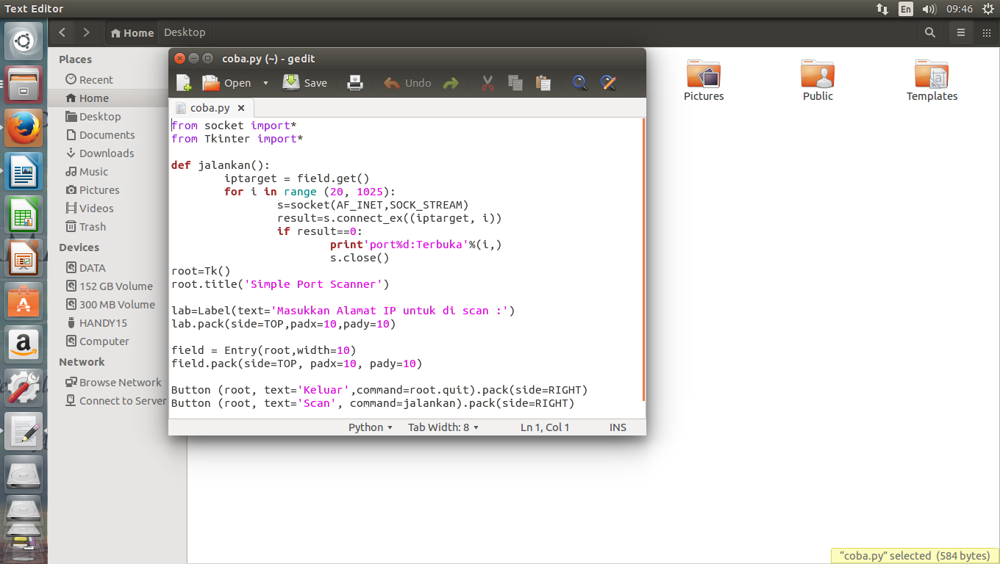 Text Editor
En
09:46
Home
Desktop
Places
Recent
Home
Desktop
Documents
Downloads
Music
Pictures
Videos
Trash
Devices
DATA
152 GB Volume
300 MB Volume
HANDY15
Computer
Network
Browse Network
Connect to Server
coba.py (~) - gedit
Open
Save
Undo
coba.py
from socket import*
from Tkinter import*
def jalankan():
iptarget = field.get()
for i in range (20, 1025):
s=socket(AF_INET,SOCK_STREAM)
result=s.connect_ex((iptarget, i))
if result==0:
print'port%d:Terbuka'%(i,)
s.close()
root=Tk()
root.title('Simple Port Scanner')
lab=Label(text='Masukkan Alamat IP untuk di scan :')
lab.pack(side=TOP,padx=10,pady=10)
field = Entry(root,width=10)
field.pack(side=TOP, padx=10, pady=10)
Button (root, text='Keluar',command=root.quit).pack(side=RIGHT)
Button (root, text='Scan', command=jalankan).pack(side=RIGHT)
Python
Tab Width: 8
Ln 1, Col 1
INS
Pictures
Public
Templates
“coba.py” selected (584 bytes)